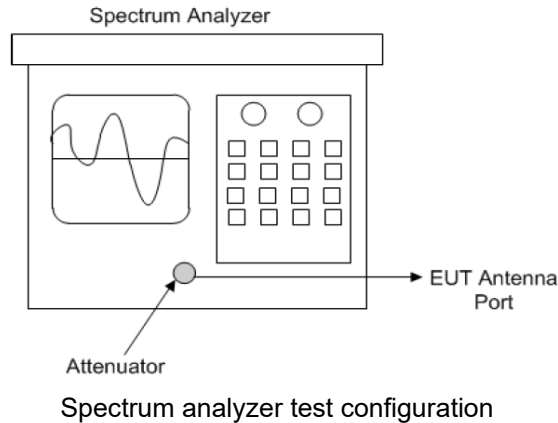 Spectrum Analyzer
EUT Antenna
Port
Attenuator
Spectrum analyzer test configuration